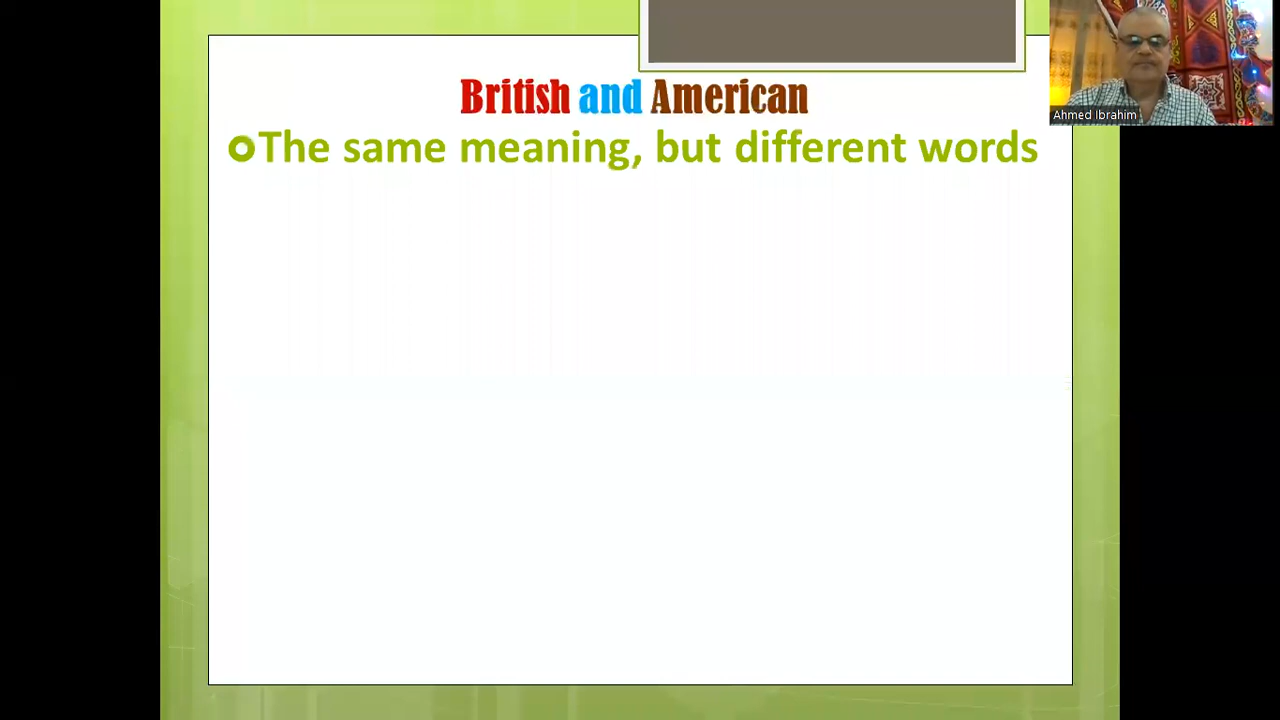 British and American
The same meaning, but different words
Ahmed Ibrahim